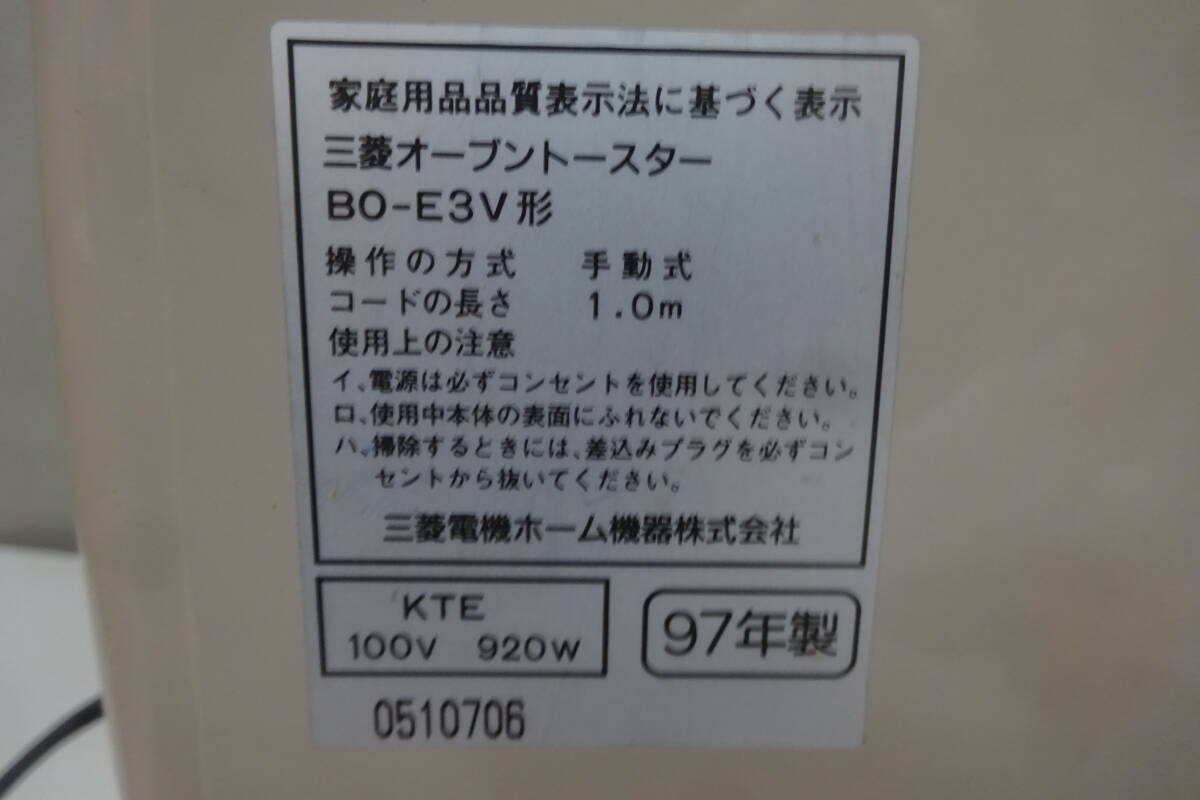 家庭用品品質表示法に基づく表示
三菱オーブントースター
BO-E3V形
操作の方式 手動式
コードの長さ 1.0m
使用上の注意
イ、電源は必ずコンセントを使用してください。
ロ、使用中本体の表面にふれないでください。
ハ、掃除するときには、差込みプラグを必ずコン
セントから抜いてください。
三菱電機ホーム機器株式会社
KTE
100V 920W
97年製
0510706